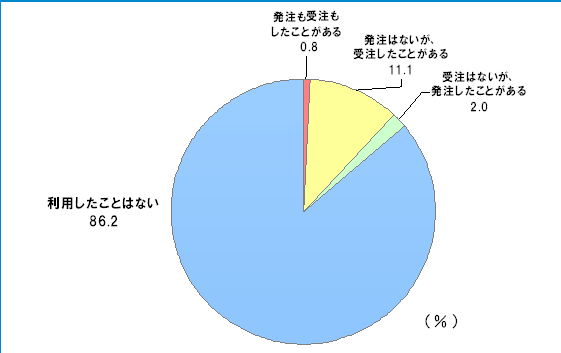 発注も受注も
したことがある
0.8
発注はないが、
受注したことがある
11.1
受注はないが、
発注したことがある
2.0
利用したことはない
86.2
(%)